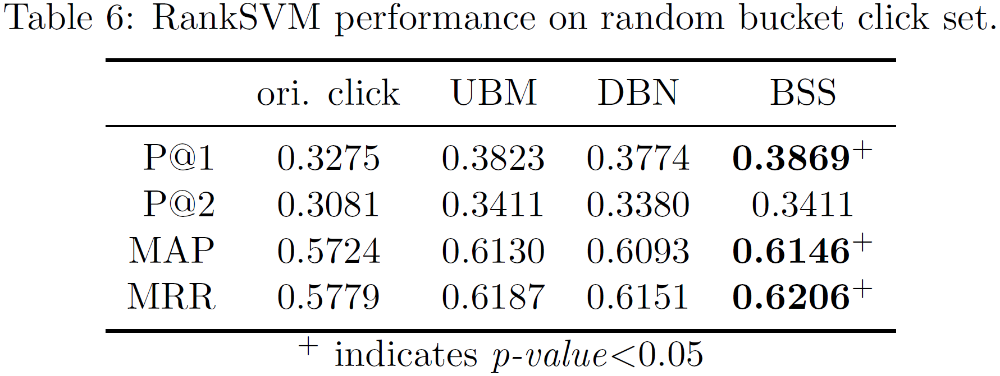 Table 6: RankSVM performance on random bucket click set.
ori. click UBM DBN BSS
P@1 0.3275 0.3823 0.3774 0.3869+
P@2 0.3081 0.3411 0.3380 0.3411
MAP 0.5724 0.6130 0.6093 0.6146+
MRR 0.5779 0.6187 0.6151 0.6206+
+ indicates p-value<0.05